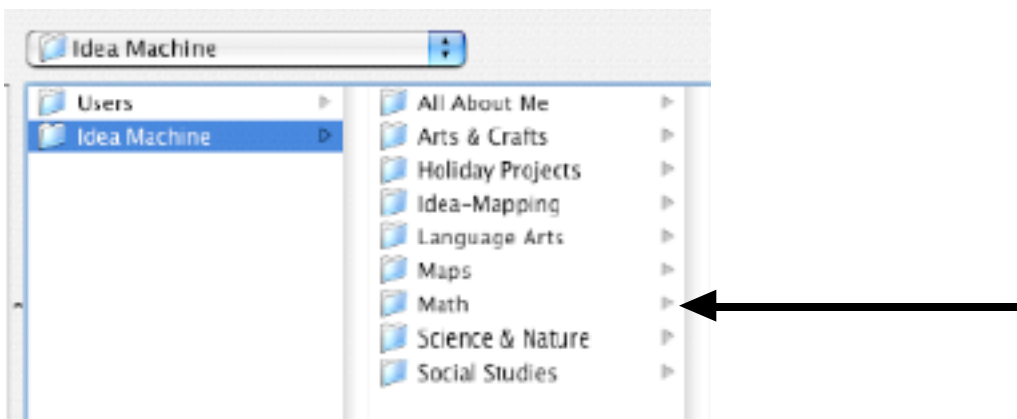 Idea Machine
Users
Idea Machine
All About Me
Arts & Crafts
Holiday Projects
Idea-Mapping
Language Arts
Maps
Math
Science & Nature
Social Studies